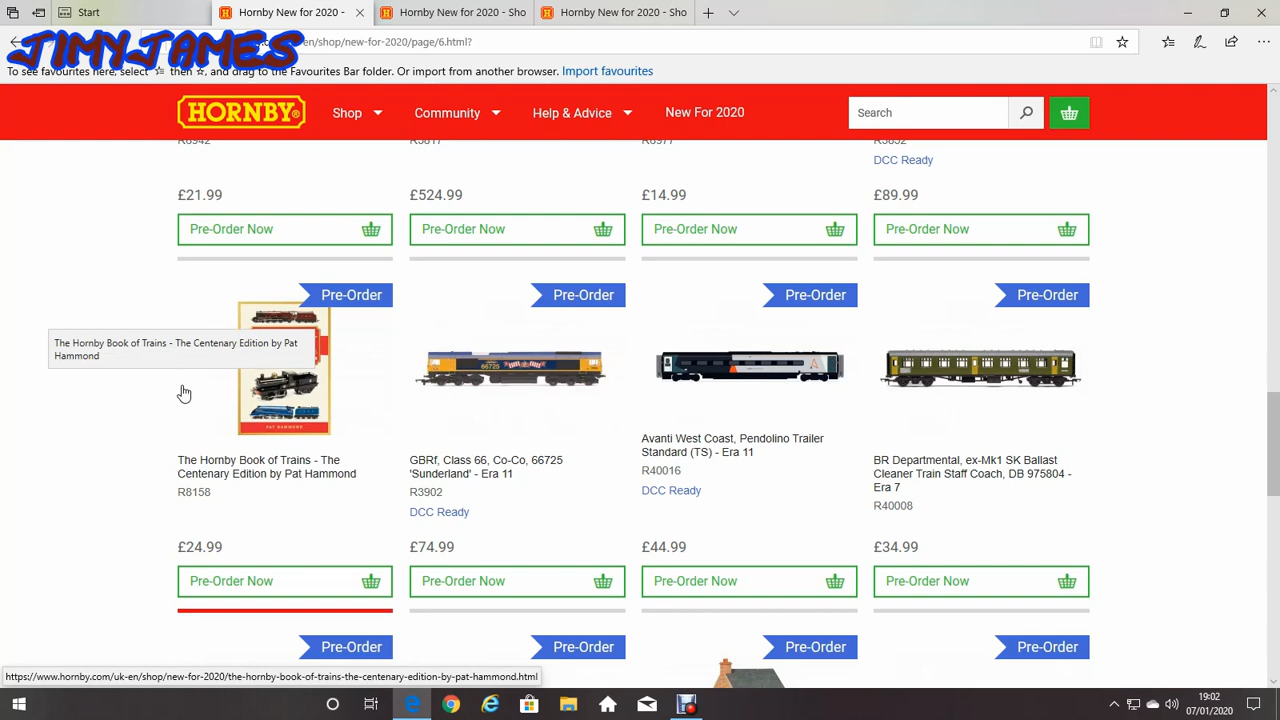 Start
Hornby New for 2020 -
Hornby New for 2020 - Sho
Hornby New for 2020 - Sho
JIMYJAMES
en/shop/new-for-2020/page/6.html?
To see favourites here, select then ☆, and drag to the Favourites Bar folder. Or import from another browser. Import favourites
HORNBY®
Shop
Community
Help & Advice
New For 2020
Search
R6942
R3817
R6977
DCC Ready
£21.99
£524.99
£14.99
£89.99
Pre-Order Now
Pre-Order Now
Pre-Order Now
Pre-Order Now
Pre-Order
Pre-Order
Pre-Order
Pre-Order
The Hornby Book of Trains - The Centenary Edition by Pat
Hammond
PAT HAMMOND
66725
The Hornby Book of Trains - The
Centenary Edition by Pat Hammond
R8158
£24.99
Pre-Order Now
GBRf, Class 66, Co-Co, 66725
'Sunderland' - Era 11
R3902
DCC Ready
£74.99
Pre-Order Now
Avanti West Coast, Pendolino Trailer
Standard (TS) - Era 11
R40016
DCC Ready
£44.99
Pre-Order Now
BR Departmental, ex-Mk1 SK Ballast
Cleaner Train Staff Coach, DB 975804 -
Era 7
R40008
£34.99
Pre-Order Now
Pre-Order
Pre-Order
Pre-Order
Pre-Order
https://www.hornby.com/uk-en/shop/new-for-2020/the-hornby-book-of-trains-the-centenary-edition-by-pat-hammond.html
19:02
07/01/2020